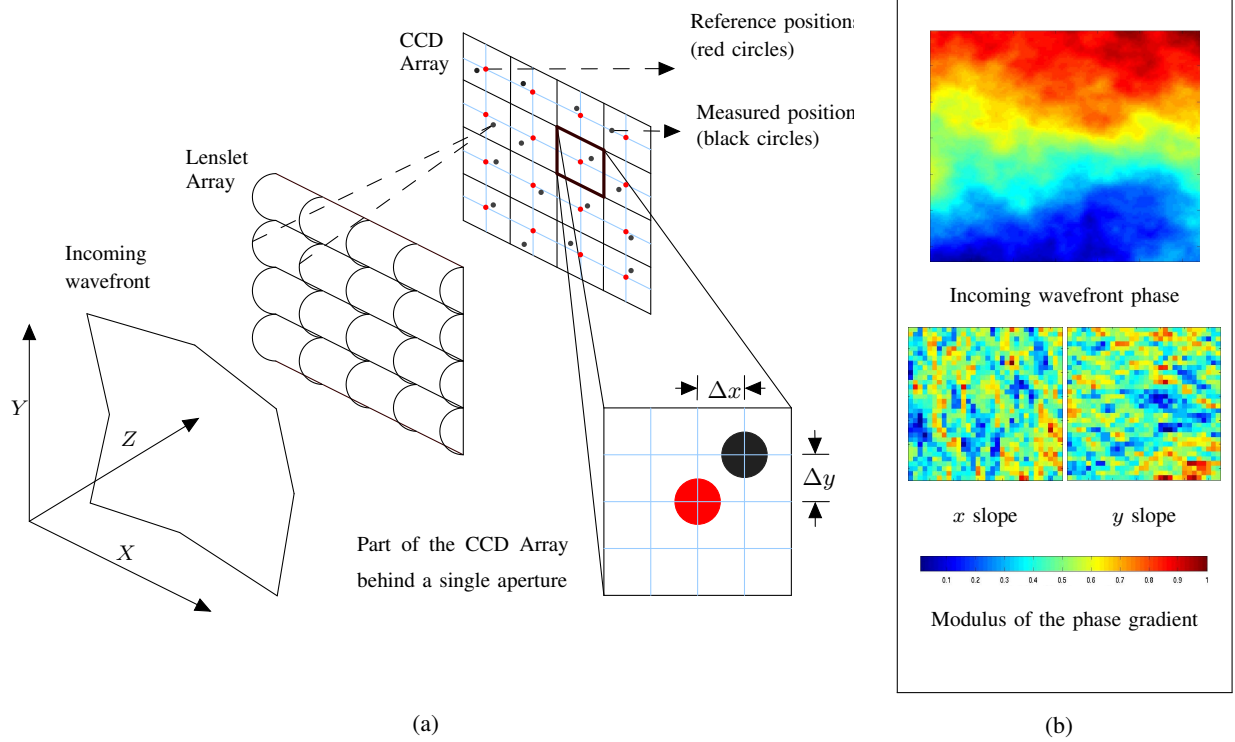 Reference position
(red circles)
CCD
Array
Measured position
(black circles)
Lenslet
Array
Incoming
wavefront
Y
Z
X
Δx
Δy
Part of the CCD Array
behind a single aperture
(a)
Incoming wavefront phase
x slope
y slope
0.1 0.2 0.3 0.4 0.5 0.6 0.7 0.8 0.9 1
Modulus of the phase gradient
(b)